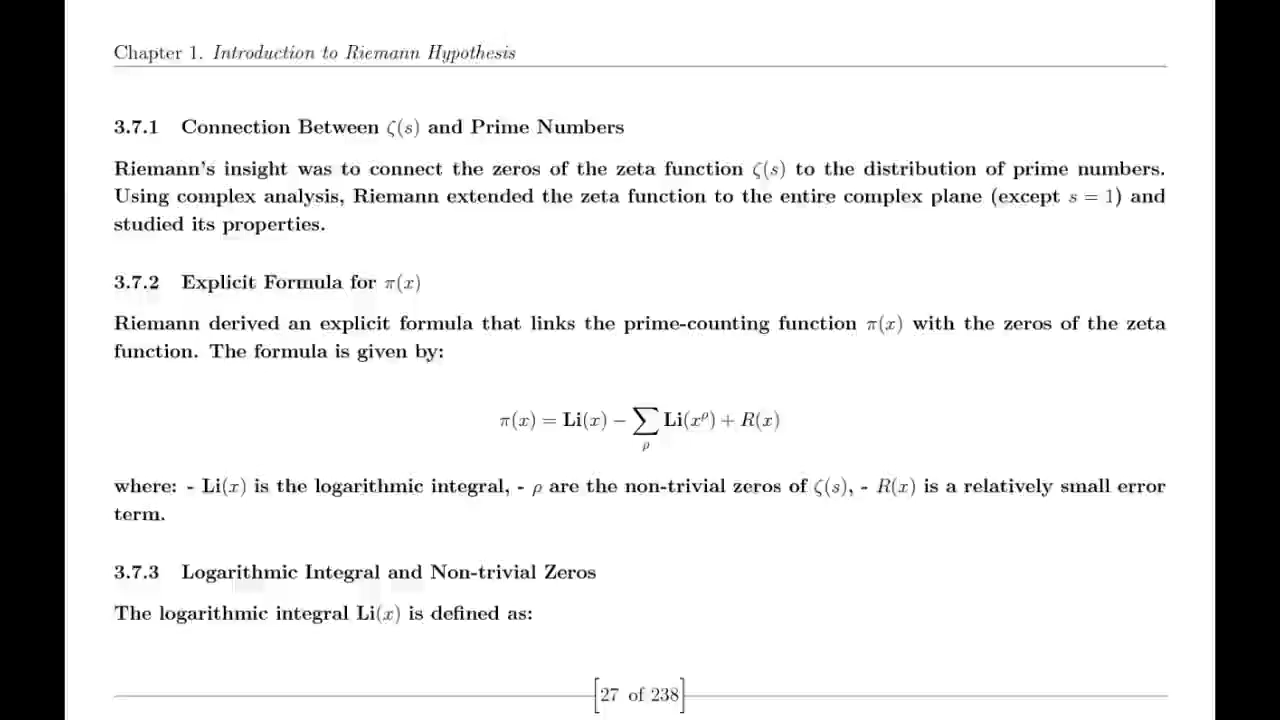 Chapter 1. Introduction to Riemann Hypothesis
3.7.1 Connection Between ζ(s) and Prime Numbers
Riemann's insight was to connect the zeros of the zeta function ζ(s) to the distribution of prime numbers.
Using complex analysis, Riemann extended the zeta function to the entire complex plane (except s = 1) and
studied its properties.
3.7.2 Explicit Formula for π(x)
Riemann derived an explicit formula that links the prime-counting function π(x) with the zeros of the zeta
function. The formula is given by:
π(x) = Li(x) − ∑ρ Li(x^ρ) + R(x)
where: - Li(x) is the logarithmic integral, - ρ are the non-trivial zeros of ζ(s), - R(x) is a relatively small error
term.
3.7.3 Logarithmic Integral and Non-trivial Zeros
The logarithmic integral Li(x) is defined as:
[27 of 238]